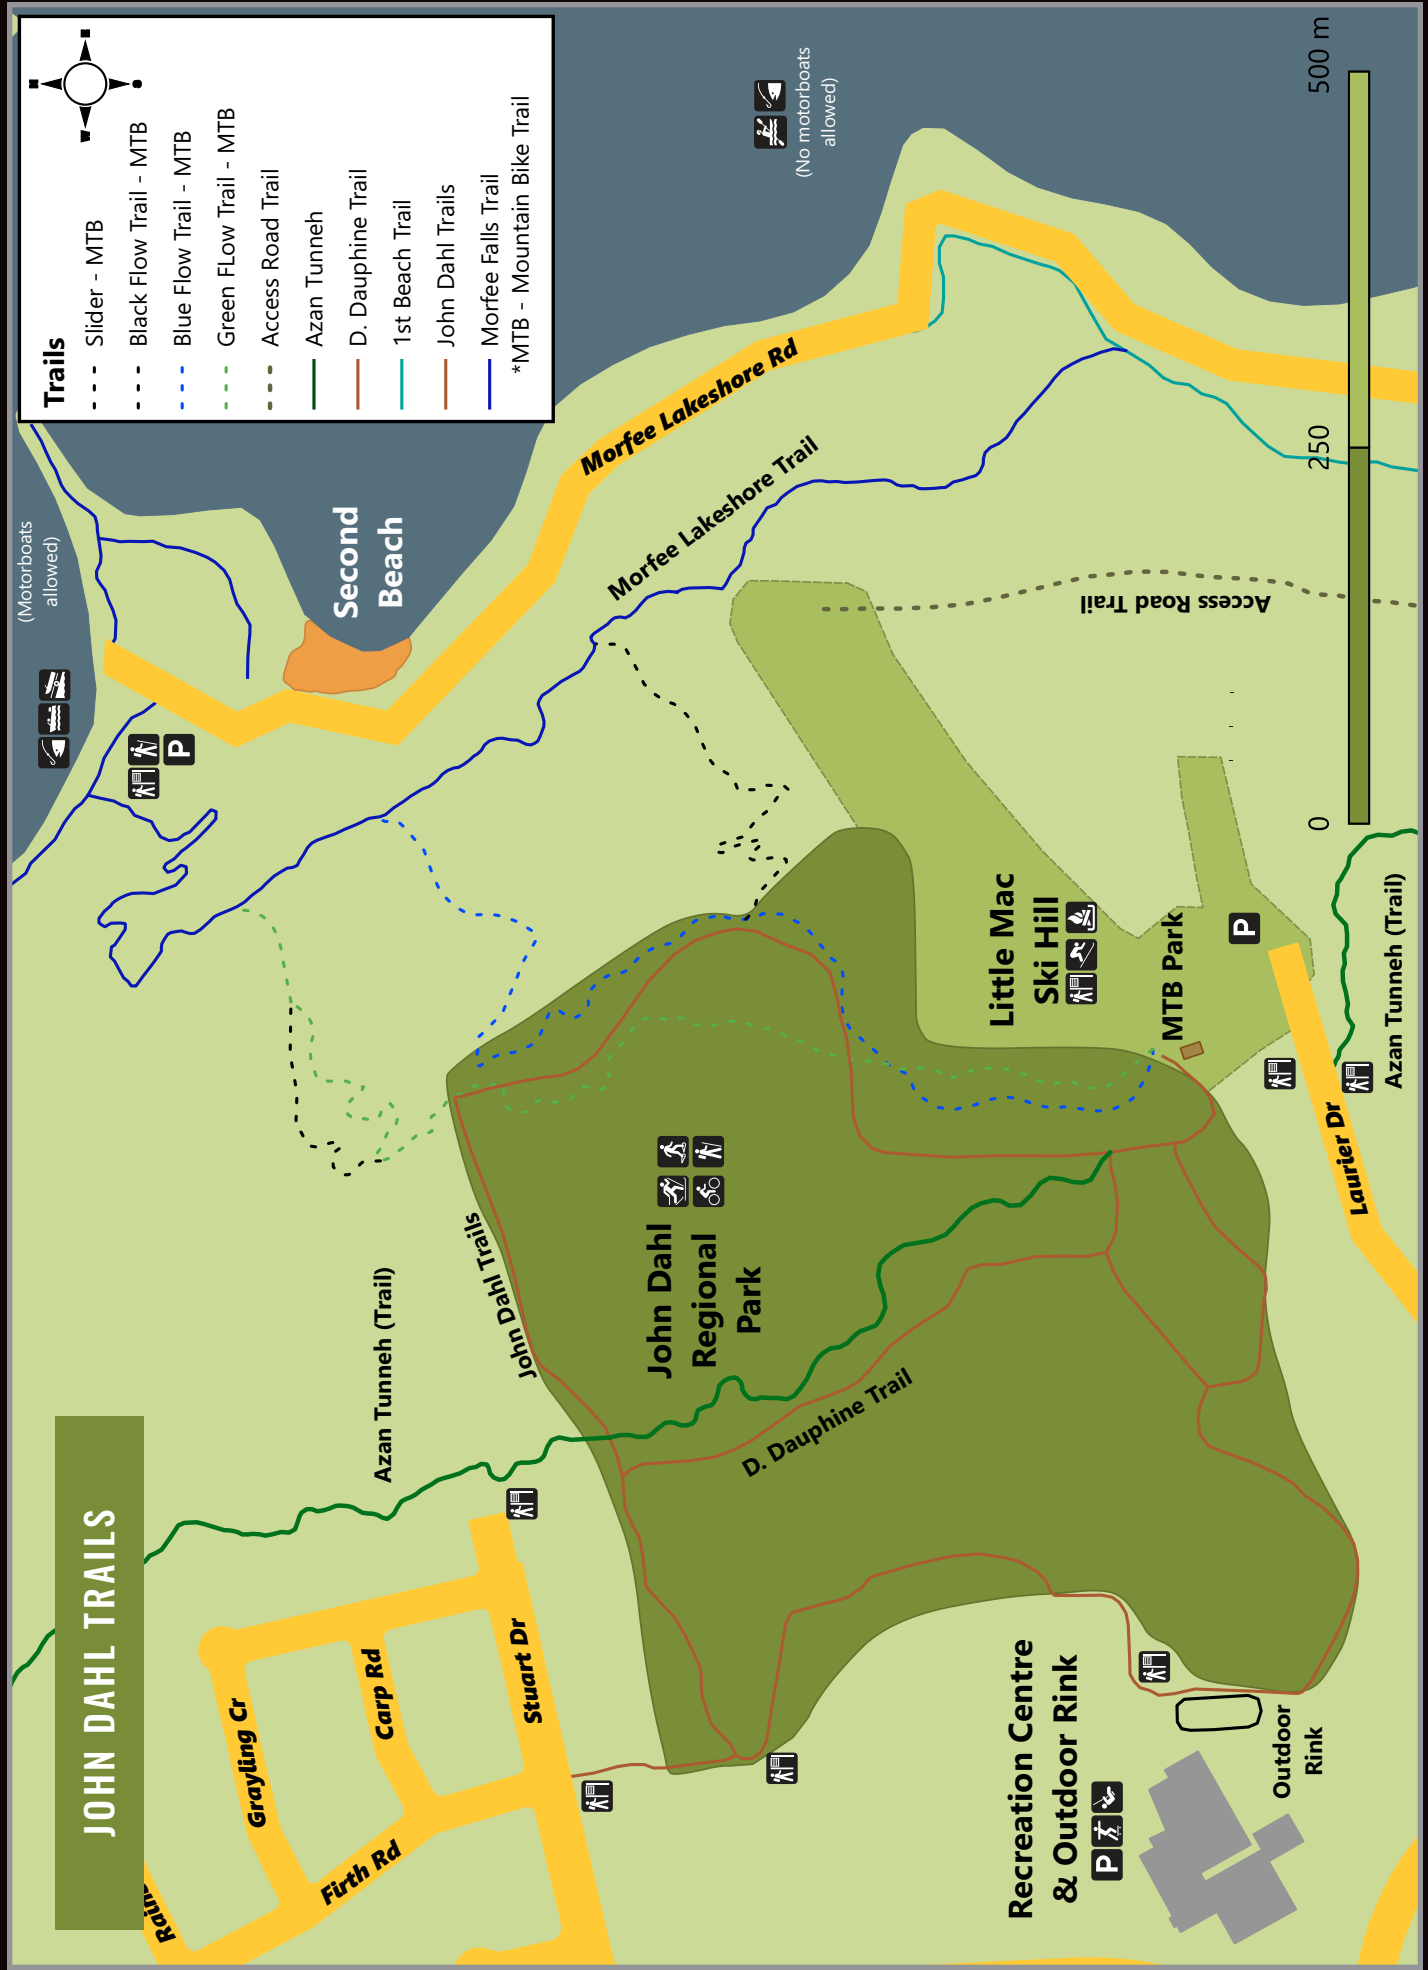 JOHN DAHL TRAILS
Trails
Slider - MTB
Black Flow Trail - MTB
Blue Flow Trail - MTB
Green FLow Trail - MTB
Access Road Trail
Azan Tunneh
D. Dauphine Trail
1st Beach Trail
John Dahl Trails
Morfee Falls Trail
*MTB - Mountain Bike Trail
N
E
S
W
(Motorboats
allowed)
P
Second
Beach
(No motorboats
allowed)
Morfee Lakeshore Rd
Morfee Lakeshore Trail
Access Road Trail
Azan Tunneh (Trail)
John Dahl Trails
John Dahl
Regional
Park
D. Dauphine Trail
Little Mac
Ski Hill
MTB Park
P
Azan Tunneh (Trail)
Laurier Dr
Grayling Cr
Carp Rd
Stuart Dr
Firth Rd
Recreation Centre
& Outdoor Rink
P
Outdoor
Rink
0
250
500 m